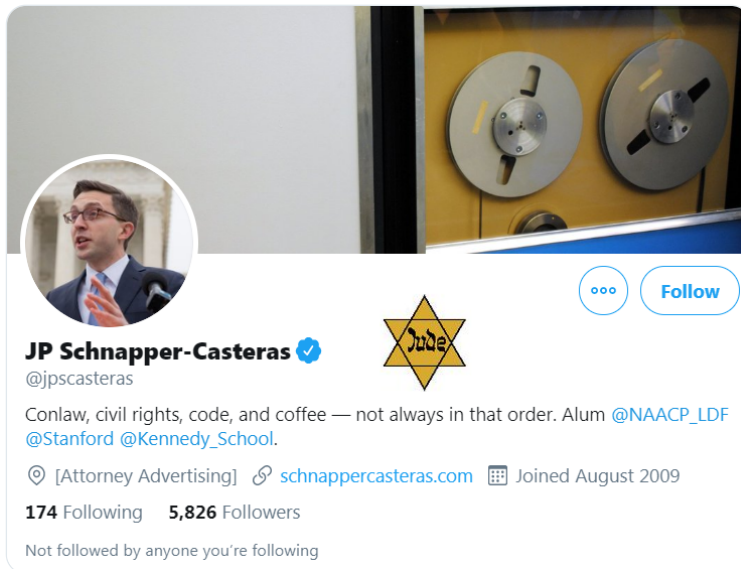 Jude
JP Schnapper-Casteras
@jpscasteras
Follow
Conlaw, civil rights, code, and coffee — not always in that order. Alum @NAACP_LDF
@Stanford @Kennedy_School.
[Attorney Advertising] schnappercasteras.com Joined August 2009
174 Following 5,826 Followers
Not followed by anyone you’re following